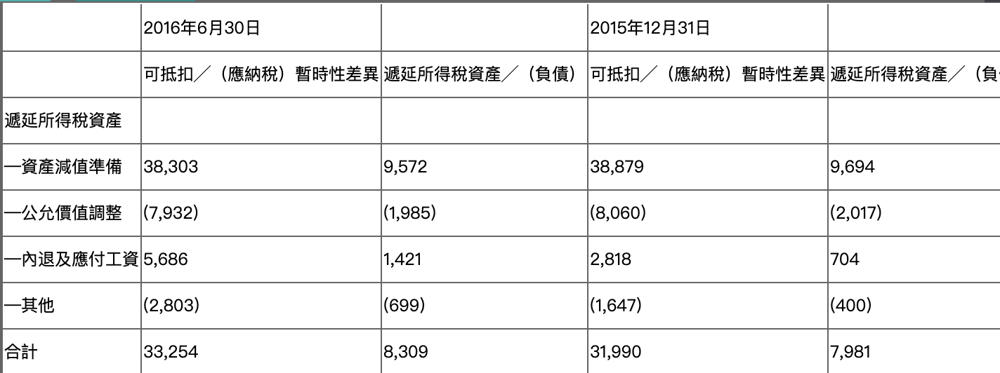 2016年6月30日 2015年12月31日
可抵扣╱（應納稅）暫時性差異 遞延所得稅資產╱（負債） 可抵扣╱（應納稅）暫時性差異 遞延所得稅資產╱（負
遞延所得稅資產
—資產減值準備 38,303 9,572 38,879 9,694
—公允價值調整 (7,932) (1,985) (8,060) (2,017)
—內退及應付工資 5,686 1,421 2,818 704
—其他 (2,803) (699) (1,647) (400)
合計 33,254 8,309 31,990 7,981